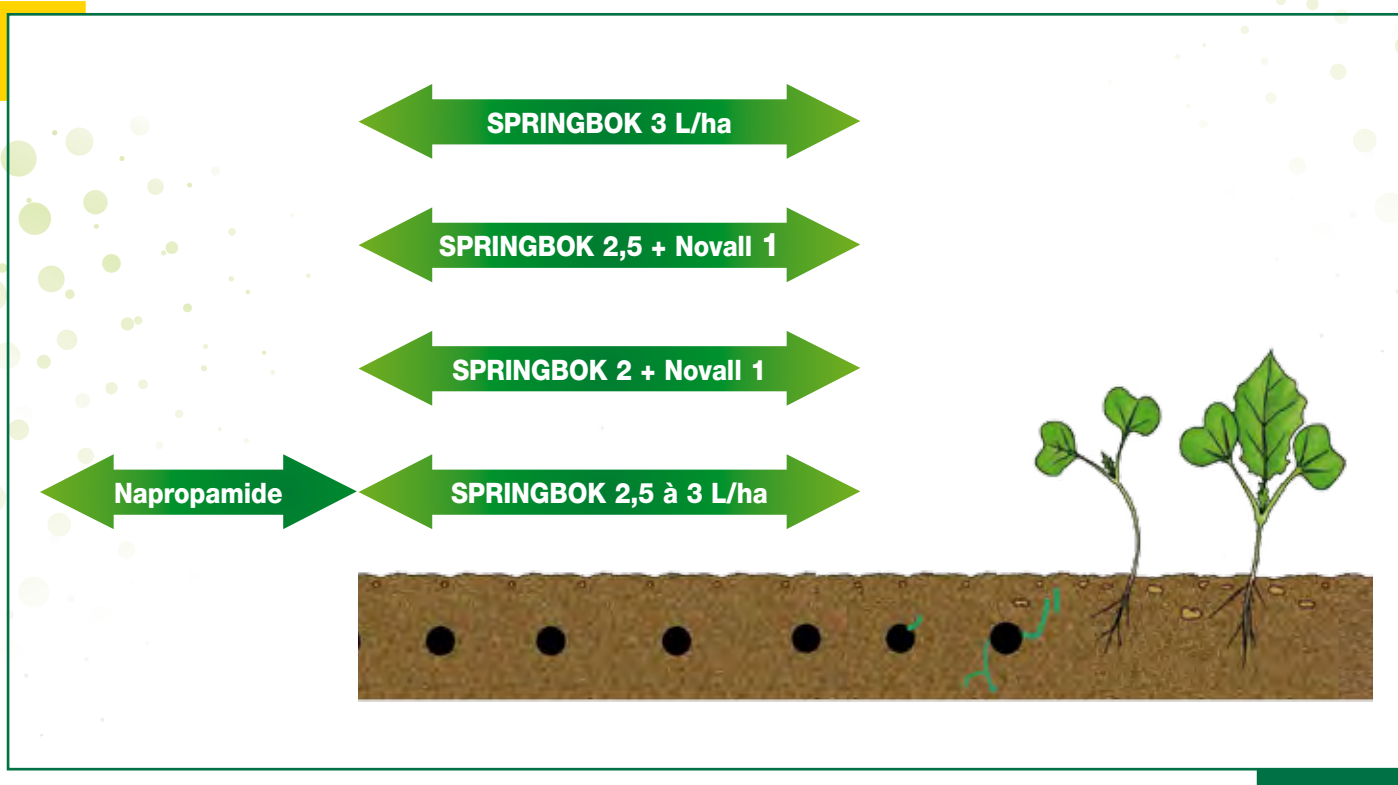 SPRINGBOK 3 L/ha
SPRINGBOK 2,5 + Novall 1
SPRINGBOK 2 + Novall 1
Napropamide
SPRINGBOK 2,5 à 3 L/ha